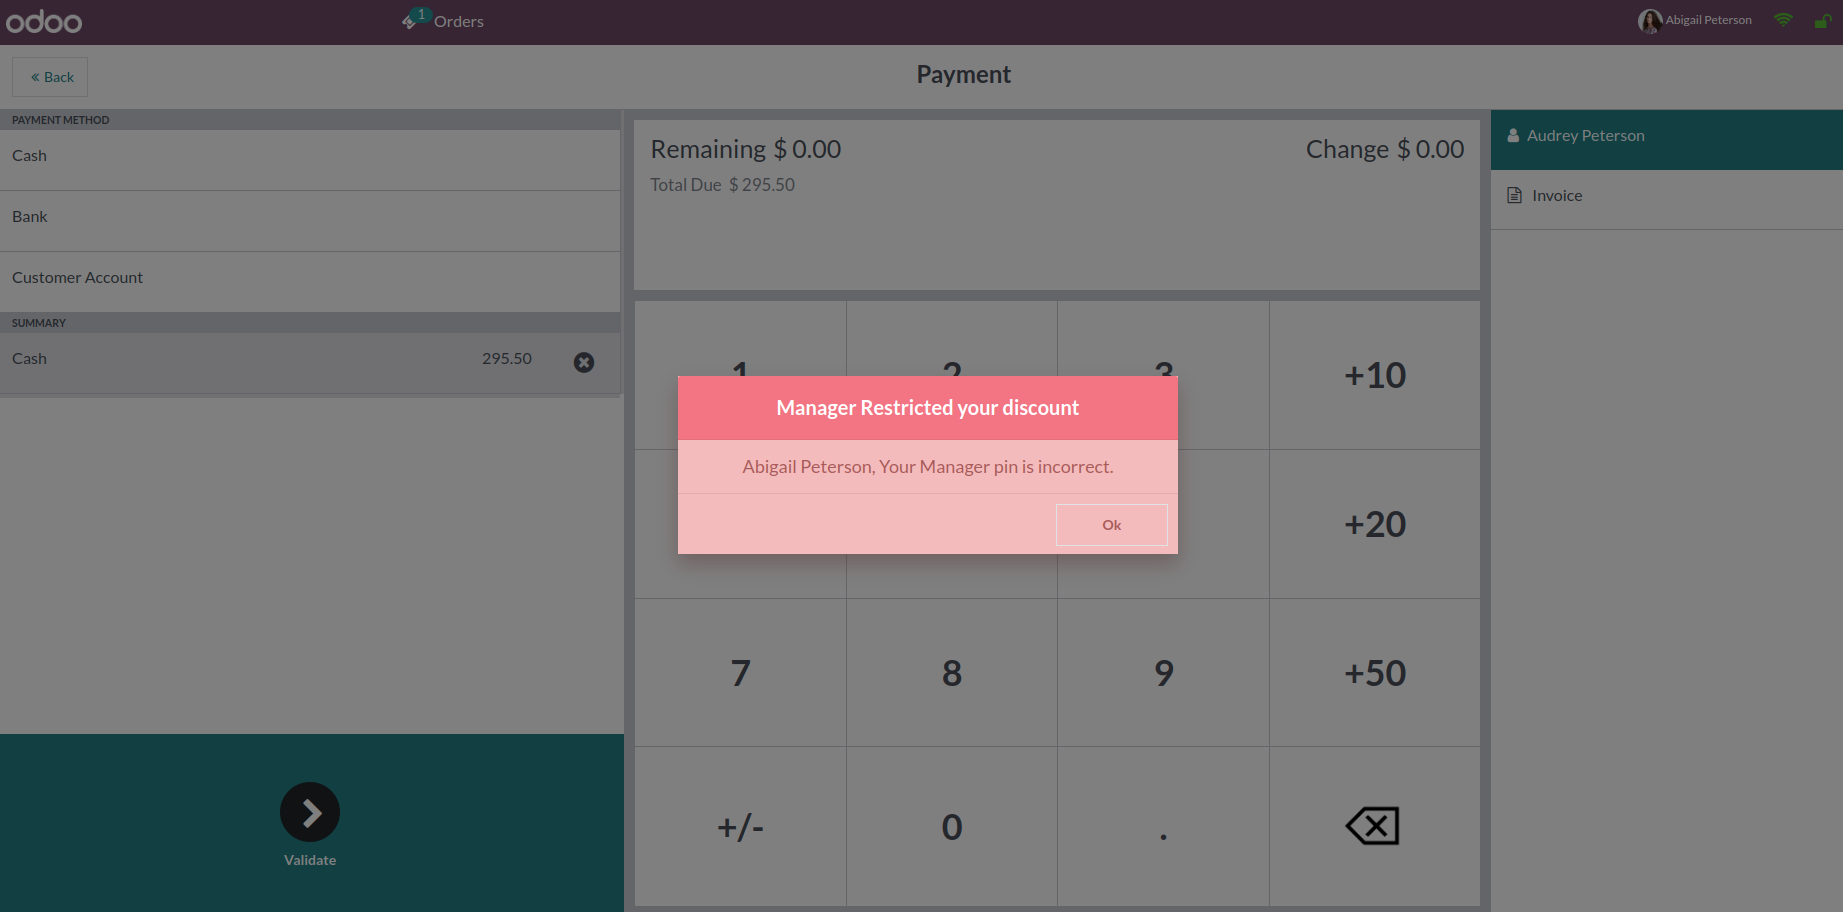 odoo
1
Orders
Abigail Peterson
« Back
Payment
PAYMENT METHOD
Cash
Bank
Customer Account
SUMMARY
Cash 295.50
Validate
Remaining $ 0.00
Change $ 0.00
Total Due $ 295.50
1 2 3 +10
+20
7 8 9 +50
+/- 0 .
Manager Restricted your discount
Abigail Peterson, Your Manager pin is incorrect.
Ok
Audrey Peterson
Invoice